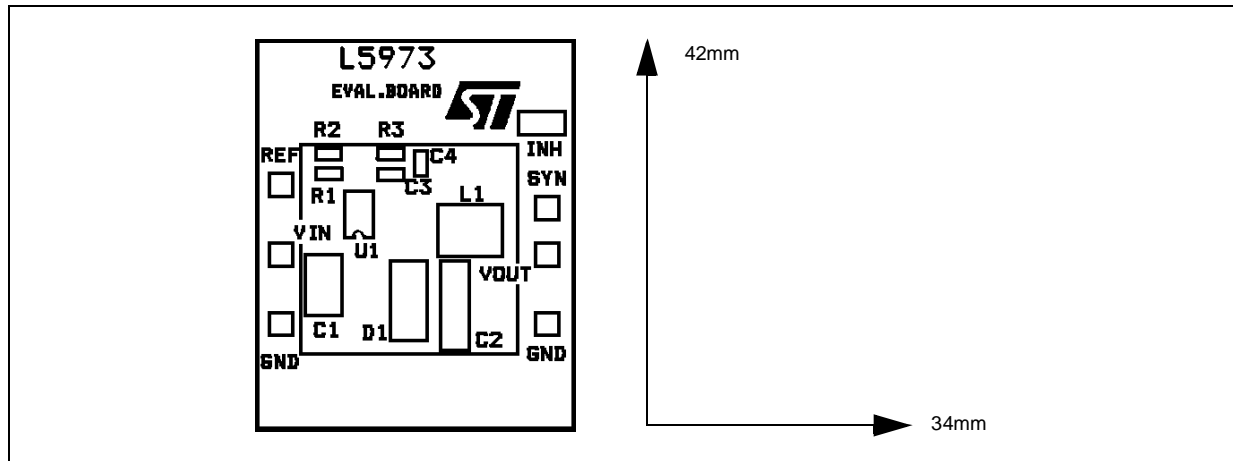 L5973
EVAL.BOARD
ST
42mm
R2 R3
INH
REF
C4
SYN
C3
R1
L1
VIN
U1
VOUT
C1
D1
C2
GND
GND
34mm